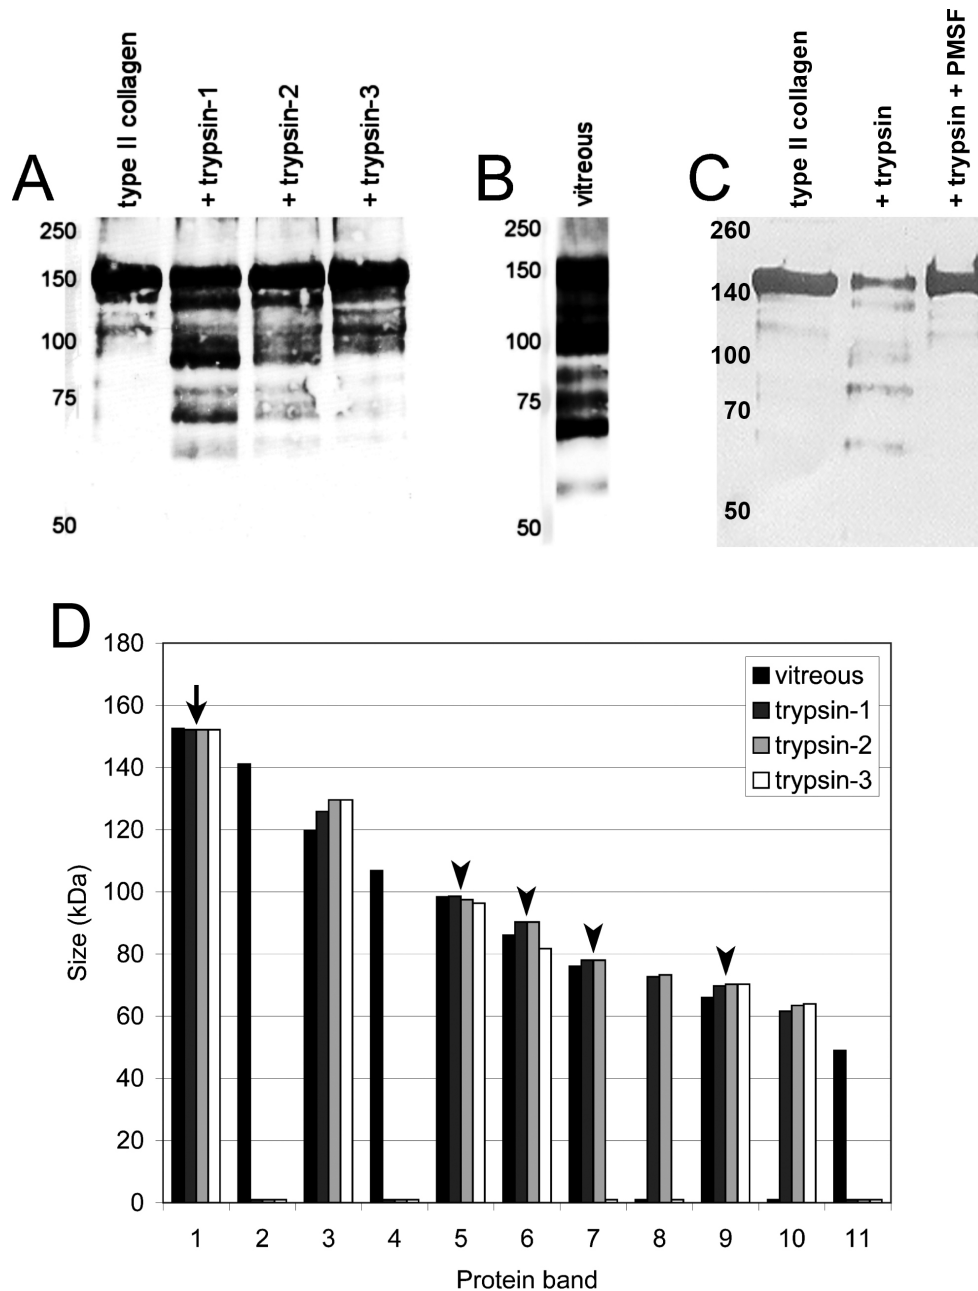 A
type II collagen
+ trypsin-1
+ trypsin-2
+ trypsin-3
250
150
100
75
50
B
vitreous
250
150
100
75
50
C
type II collagen
+ trypsin
+ trypsin + PMSF
260
140
100
70
50
D
180
160
140
120
100
80
60
40
20
0
Size (kDa)
vitreous
trypsin-1
trypsin-2
trypsin-3
1 2 3 4 5 6 7 8 9 10 11
Protein band